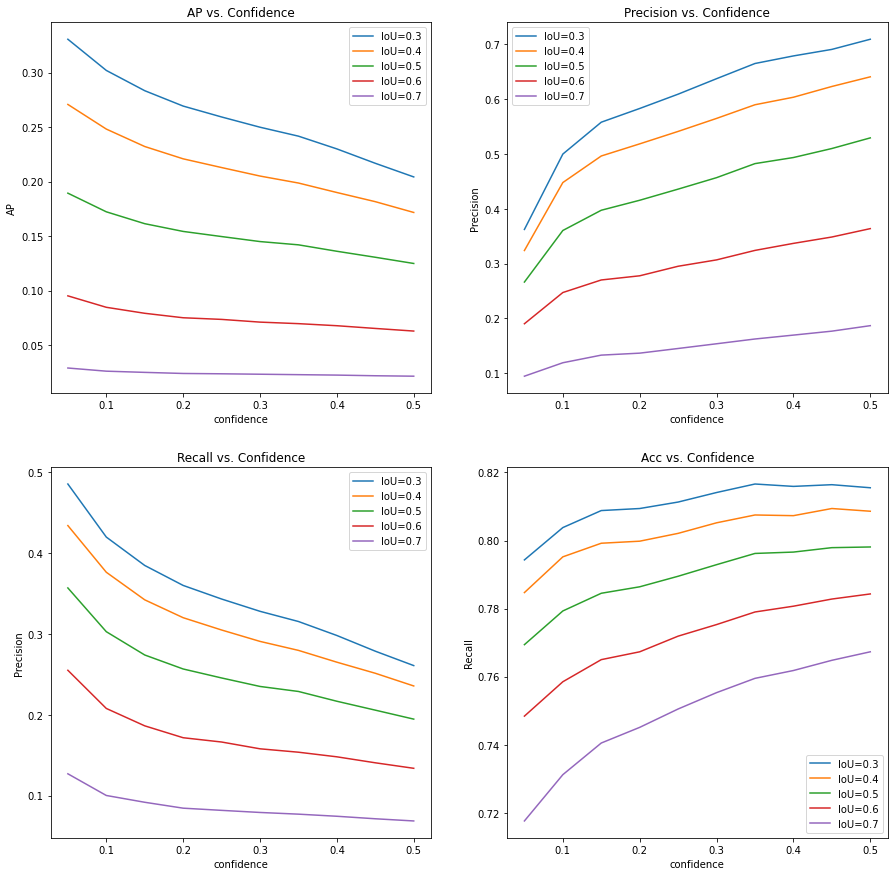 AP vs. Confidence
AP
0.30
0.25
0.20
0.15
0.10
0.05
0.1
0.2
0.3
0.4
0.5
confidence
IoU=0.3
IoU=0.4
IoU=0.5
IoU=0.6
IoU=0.7
Precision vs. Confidence
Precision
0.7
0.6
0.5
0.4
0.3
0.2
0.1
0.1
0.2
0.3
0.4
0.5
confidence
IoU=0.3
IoU=0.4
IoU=0.5
IoU=0.6
IoU=0.7
Recall vs. Confidence
Precision
0.5
0.4
0.3
0.2
0.1
0.1
0.2
0.3
0.4
0.5
confidence
IoU=0.3
IoU=0.4
IoU=0.5
IoU=0.6
IoU=0.7
Acc vs. Confidence
Recall
0.82
0.80
0.78
0.76
0.74
0.72
0.1
0.2
0.3
0.4
0.5
confidence
IoU=0.3
IoU=0.4
IoU=0.5
IoU=0.6
IoU=0.7